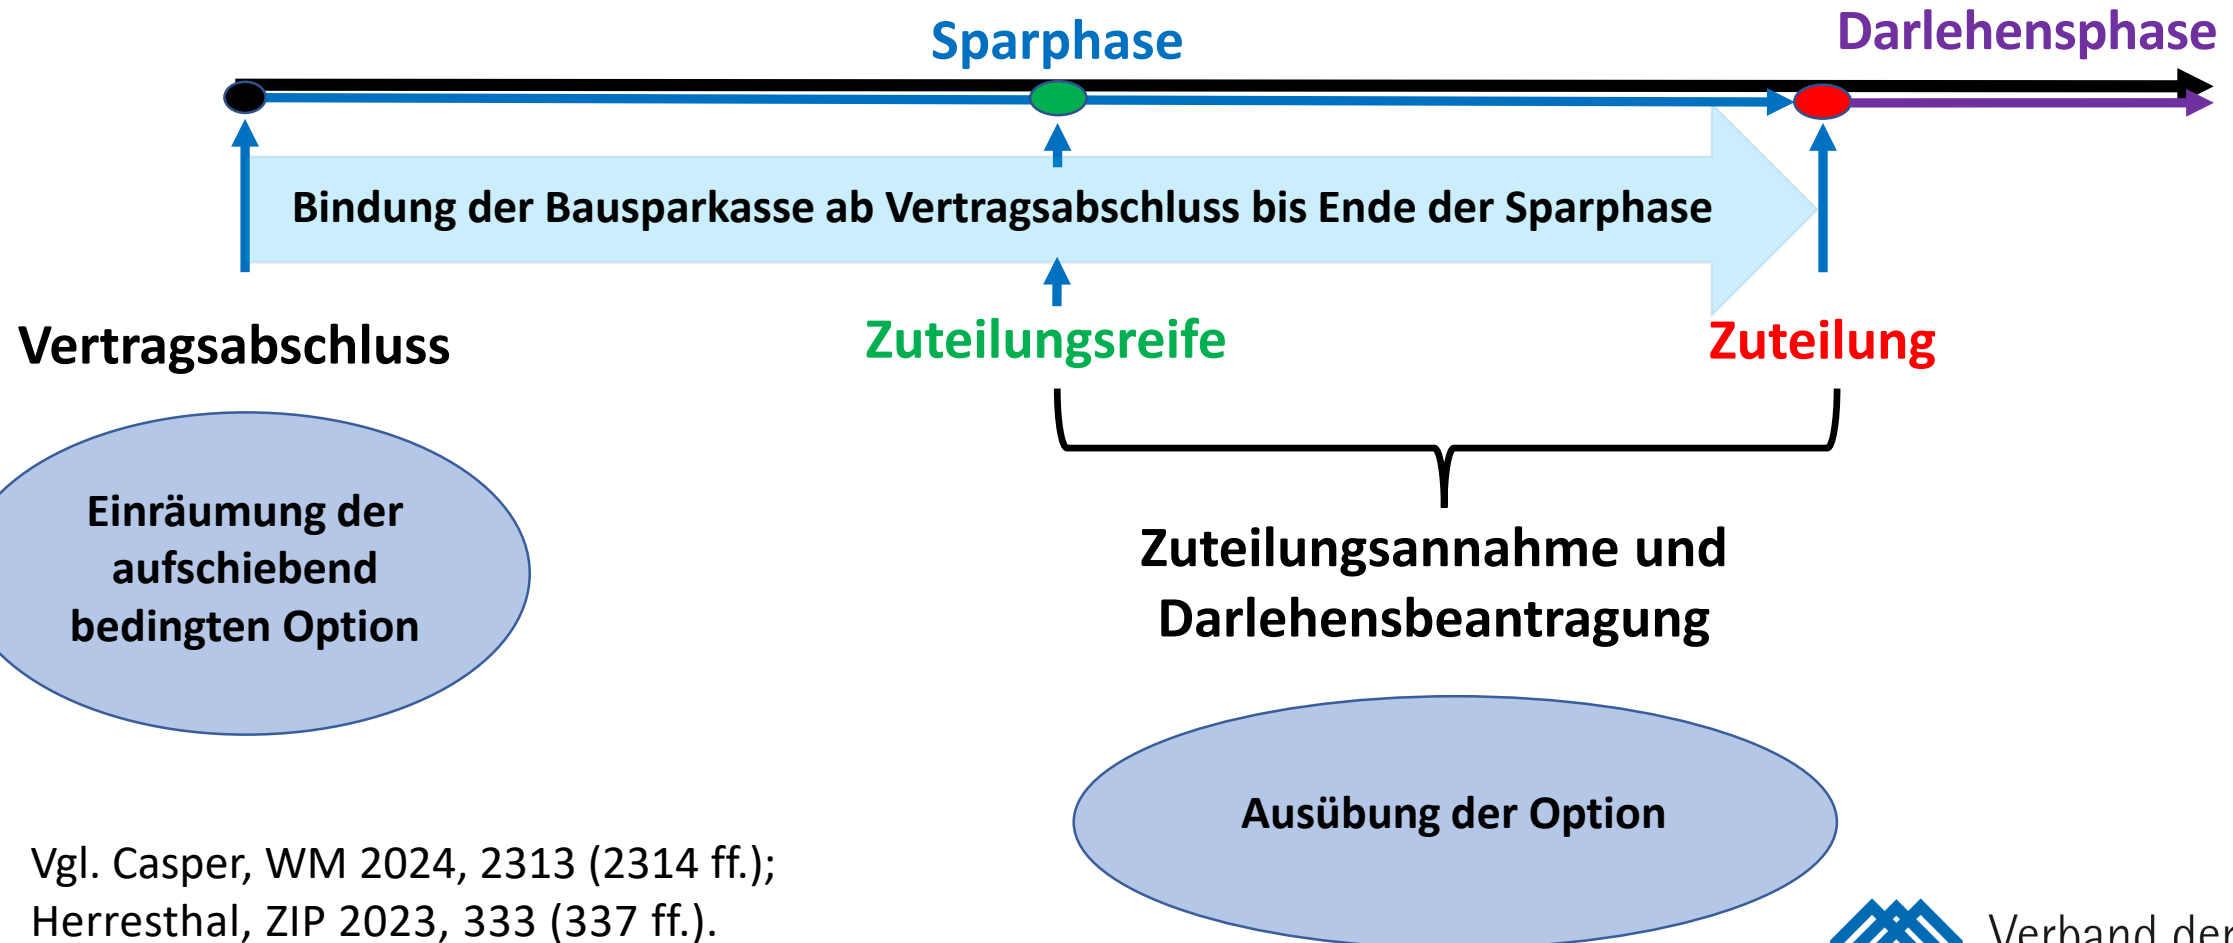 Sparphase
Darlehensphase
Bindung der Bausparkasse ab Vertragsabschluss bis Ende der Sparphase
Vertragsabschluss
Zuteilungsreife
Zuteilung
Einräumung der
aufschiebend
bedingten Option
Zuteilungsannahme und
Darlehensbeantragung
Ausübung der Option
Vgl. Casper, WM 2024, 2313 (2314 ff.);
Herresthal, ZIP 2023, 333 (337 ff.).
Verband der